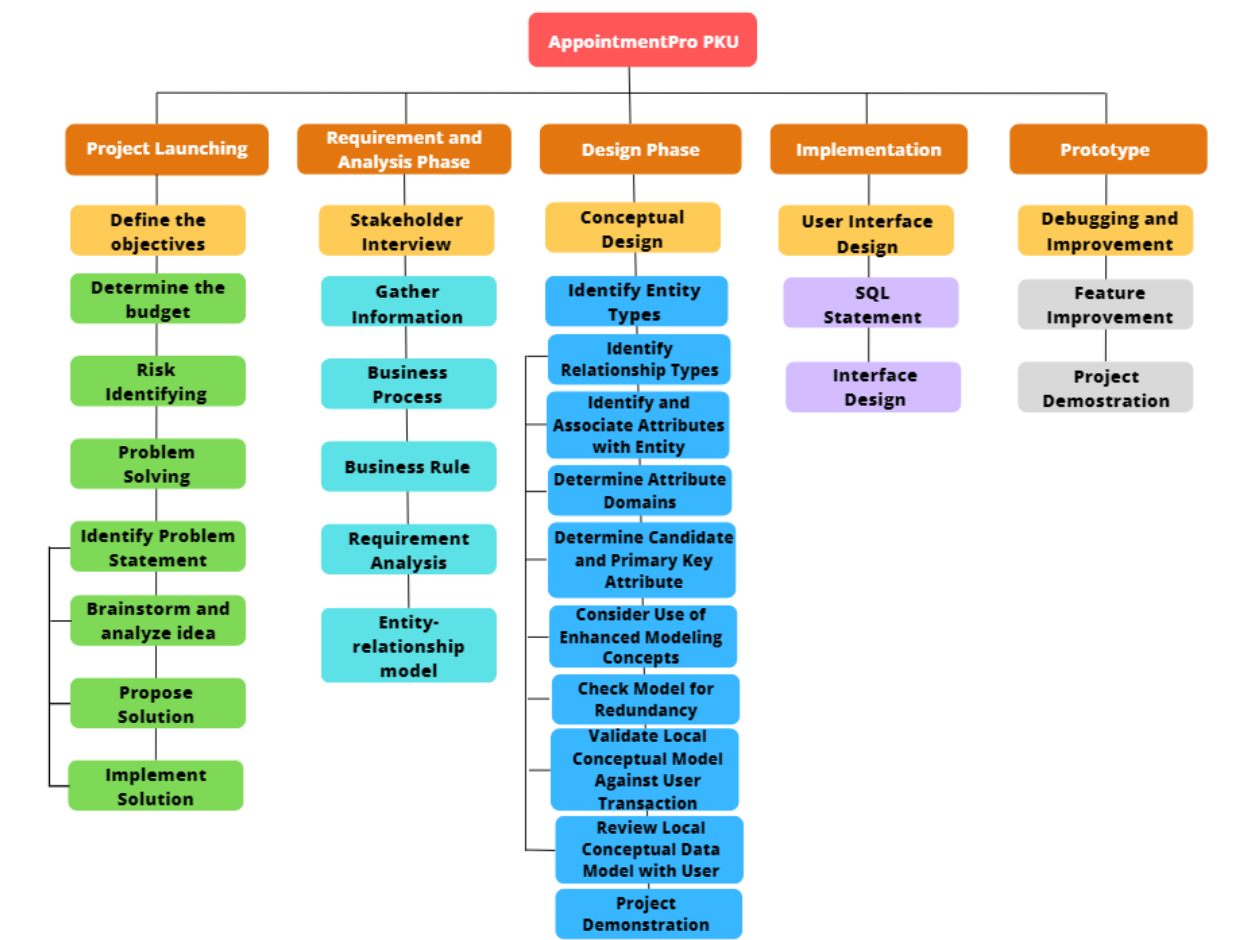 AppointmentPro PKU
Project Launching
Define the
objectives
Determine the
budget
Risk
Identifying
Problem
Solving
Identify Problem
Statement
Brainstorm and
analyze idea
Propose
Solution
Implement
Solution
Requirement and
Analysis Phase
Stakeholder
Interview
Gather
Information
Business
Process
Business Rule
Requirement
Analysis
Entity-
relationship
model
Design Phase
Conceptual
Design
Identify Entity
Types
Identify
Relationship Types
Identify and
Associate Attributes
with Entity
Determine Attribute
Domains
Determine Candidate
and Primary Key
Attribute
Consider Use of
Enhanced Modeling
Concepts
Check Model for
Redundancy
Validate Local
Conceptual Model
Against User
Transaction
Review Local
Conceptual Data
Model with User
Project
Demonstration
Implementation
User Interface
Design
SQL
Statement
Interface
Design
Prototype
Debugging and
Improvement
Feature
Improvement
Project
Demostration